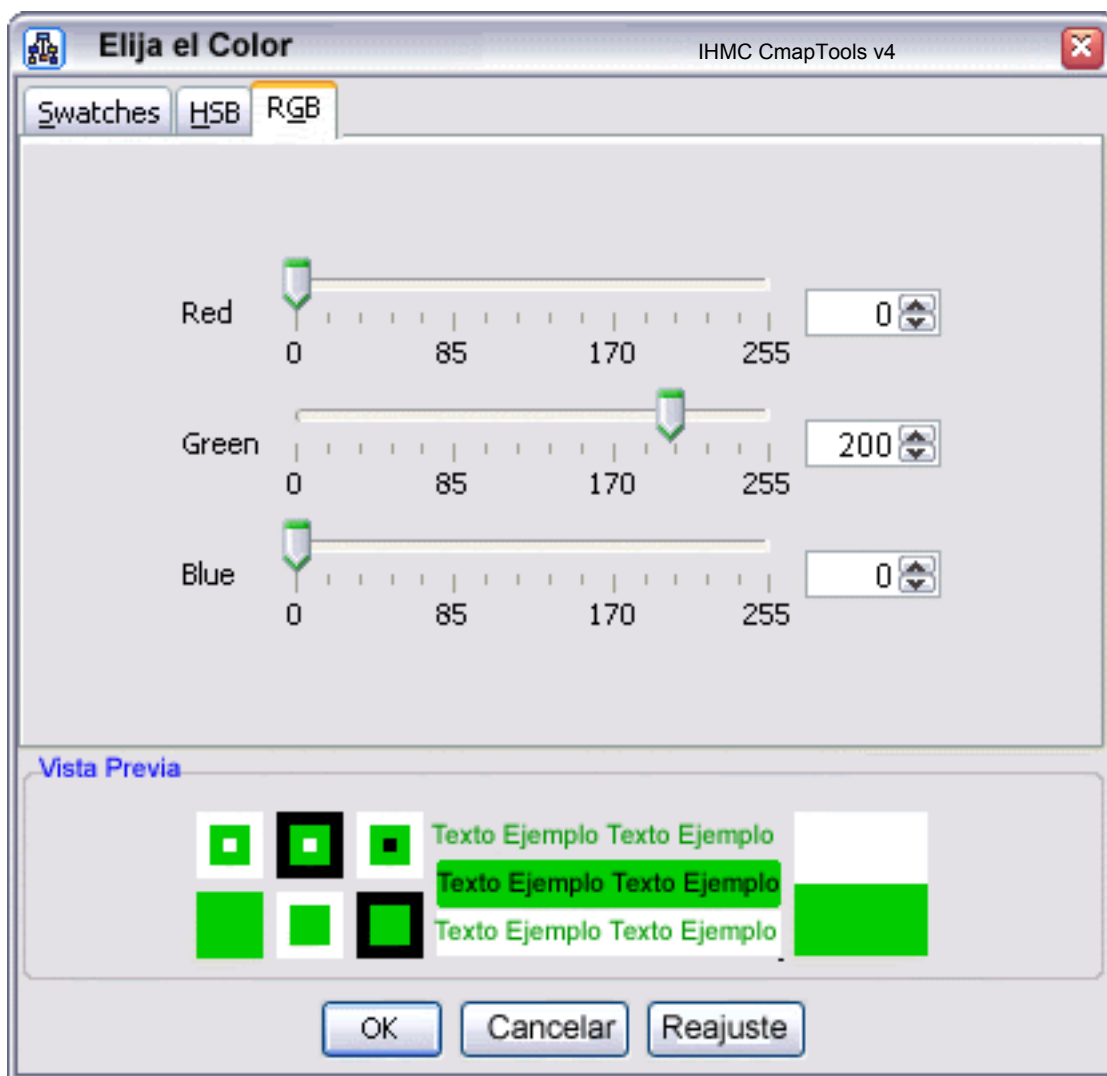 Elija el Color
IHMC CmapTools v4
Swatches HSB RGB
Red 0
0 85 170 255
Green 200
0 85 170 255
Blue 0
0 85 170 255
Vista Previa
Texto Ejemplo Texto Ejemplo
Texto Ejemplo Texto Ejemplo
Texto Ejemplo Texto Ejemplo
OK Cancelar Reajuste